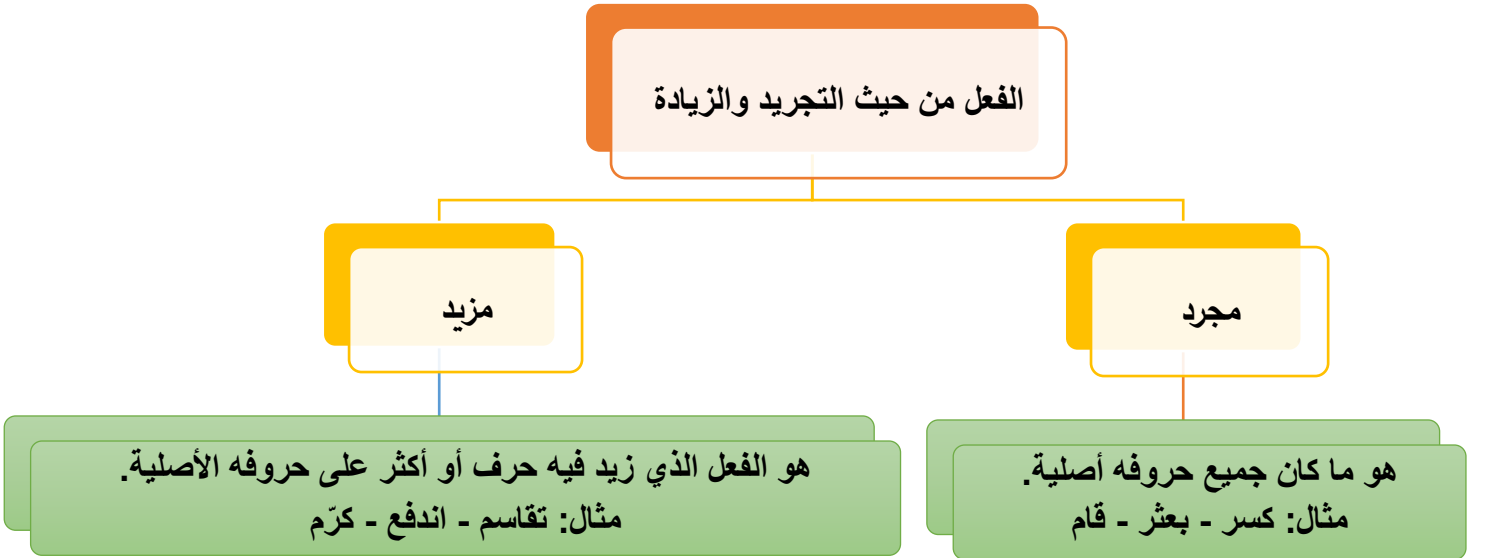 الفعل من حيث التجريد والزيادة
مجرد
مزيد
هو ما كان جميع حروفه أصلية.
مثال: كسر - بعثر - قام
هو الفعل الذي زيد فيه حرف أو أكثر على حروفه الأصلية.
مثال: تقاسم - اندفع - كرّم